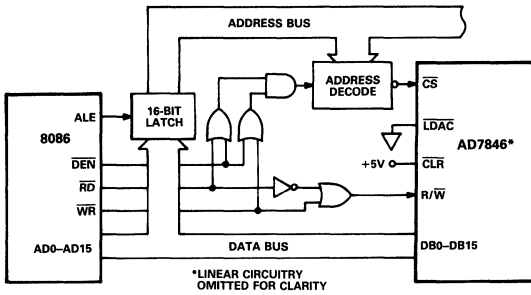 ADDRESS BUS
ALE
16-BIT
LATCH
ADDRESS
DECODE
CS
8086
LDAC
AD7846*
DEN
+5V
CLR
RD
R/W
WR
AD0–AD15
DATA BUS
DB0–DB15
*LINEAR CIRCUITRY
OMITTED FOR CLARITY